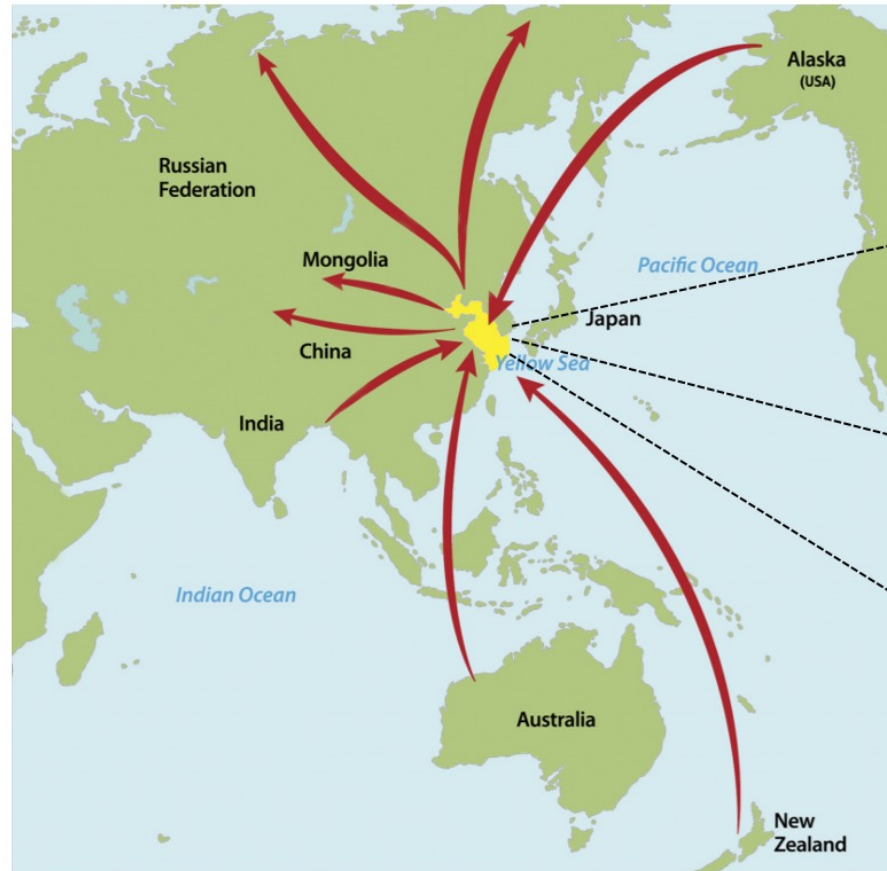 Alaska
(USA)
Russian
Federation
Mongolia
Pacific Ocean
Japan
China
Yellow Sea
India
Indian Ocean
Australia
New
Zealand